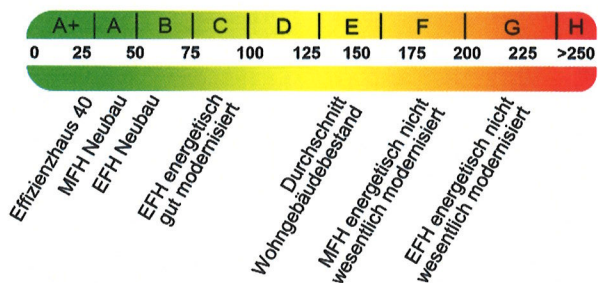 A+ A B C D E F G H
0 25 50 75 100 125 150 175 200 225 >250
Effizienzhaus 40
MFH Neubau
EFH Neubau
EFH energetisch
gut modernisiert
Durchschnitt
Wohngebäudebestand
MFH energetisch nicht
wesentlich modernisiert
EFH energetisch nicht
wesentlich modernisiert